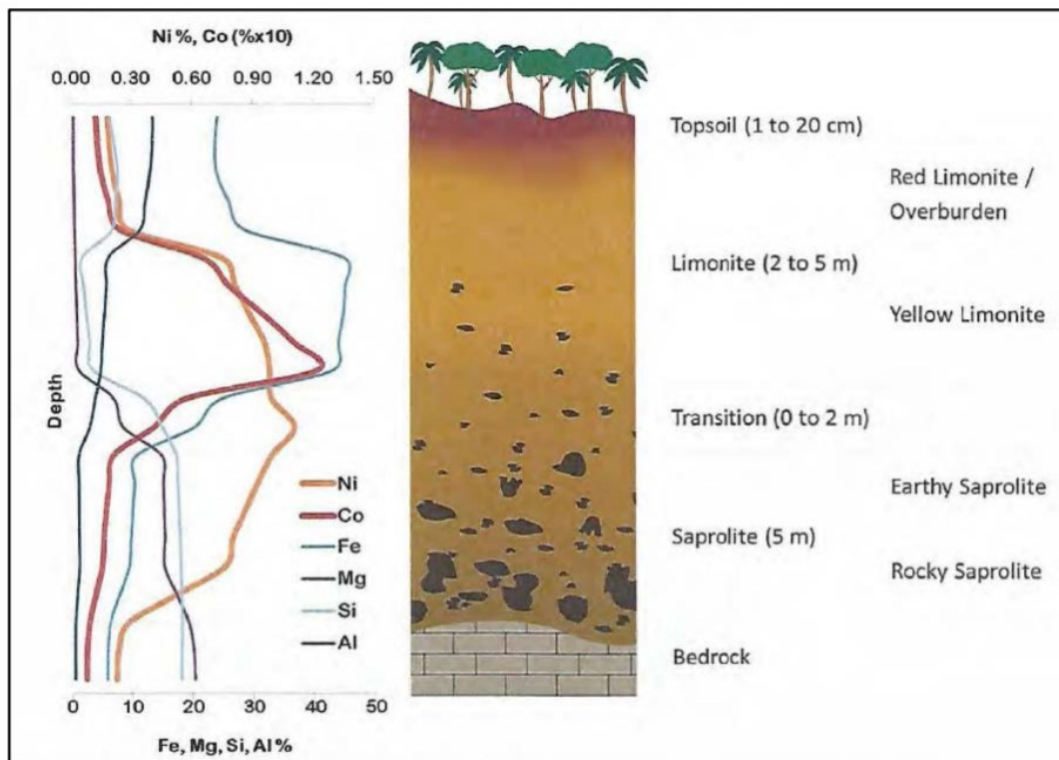 Ni %, Co (%x10)
0.00 0.30 0.60 0.90 1.20 1.50
Depth
Ni
Co
Fe
Mg
Si
Al
0 10 20 30 40 50
Fe, Mg, Si, Al %
Topsoil (1 to 20 cm)
Red Limonite /
Overburden
Limonite (2 to 5 m)
Yellow Limonite
Transition (0 to 2 m)
Earthy Saprolite
Saprolite (5 m)
Rocky Saprolite
Bedrock